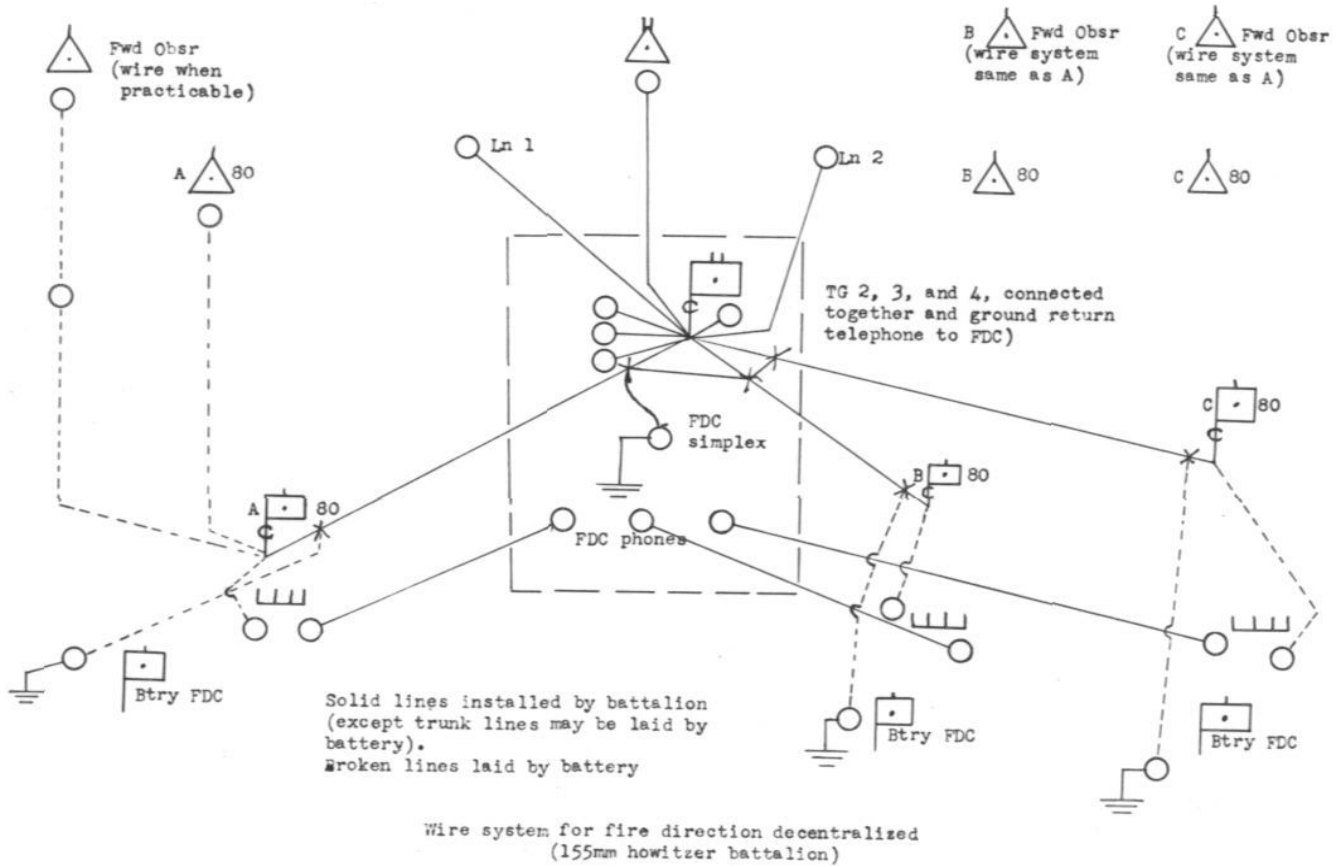 Fwd Obsr
(wire when
practicable)
B Fwd Obsr
(wire system
same as A)
C Fwd Obsr
(wire system
same as A)
A 80
Ln 1
Ln 2
B 80
C 80
TG 2, 3, and 4, connected
together and ground return
telephone to FDC)
C 80
FDC
simplex
B 80
A 80
FDC phones
Btry FDC
Solid lines installed by battalion
(except trunk lines may be laid by
battery).
Broken lines laid by battery
Btry FDC
Btry FDC
Wire system for fire direction decentralized
(155mm howitzer battalion)